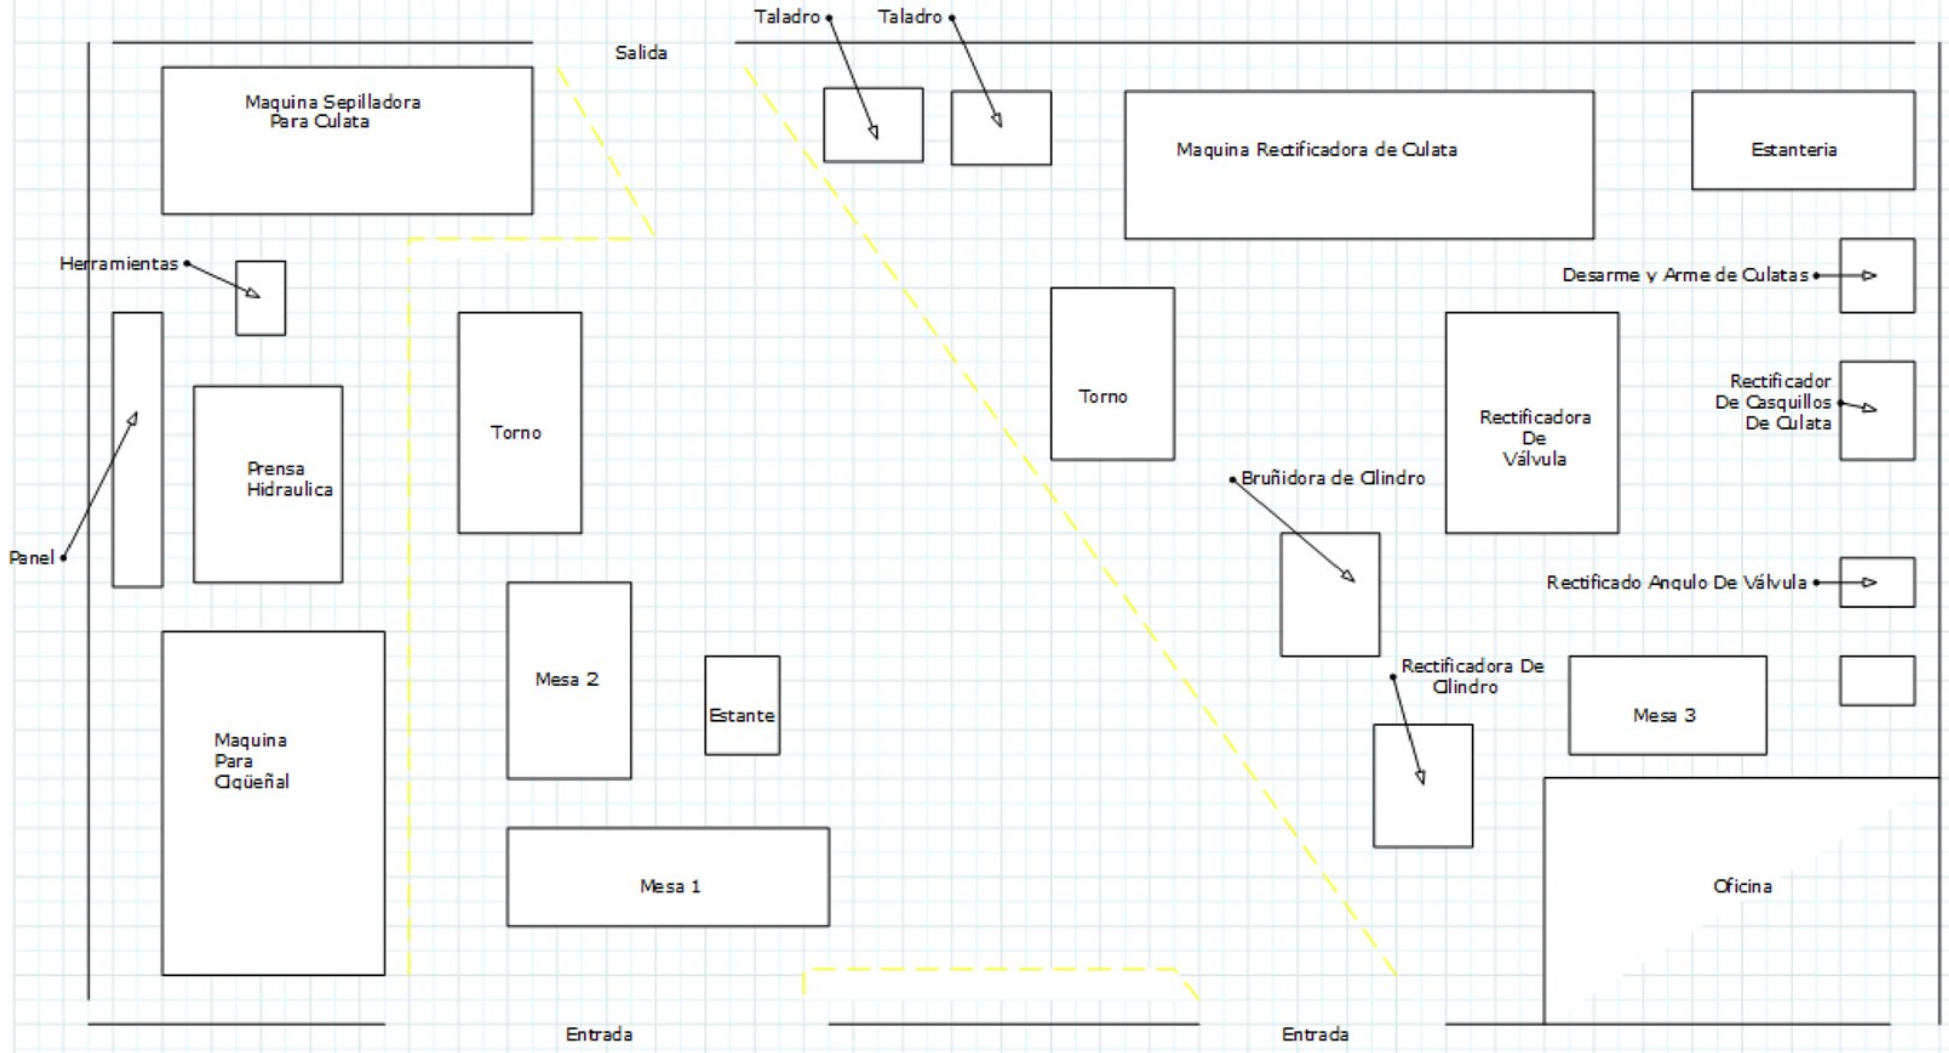 Taladro
Taladro
Salida
Maquina Sepilladora
Para Culata
Maquina Rectificadora de Culata
Estanteria
Herramientas
Desarme y Arme de Culatas
Torno
Torno
Rectificador
De Casquillos
De Culata
Rectificadora
De
Válvula
Prensa
Hidraulica
Bruñidora de Cilindro
Panel
Rectificado Angulo De Válvula
Mesa 2
Estante
Rectificadora De
Cilindro
Mesa 3
Maquina
Para
Cigüeñal
Mesa 1
Oficina
Entrada
Entrada